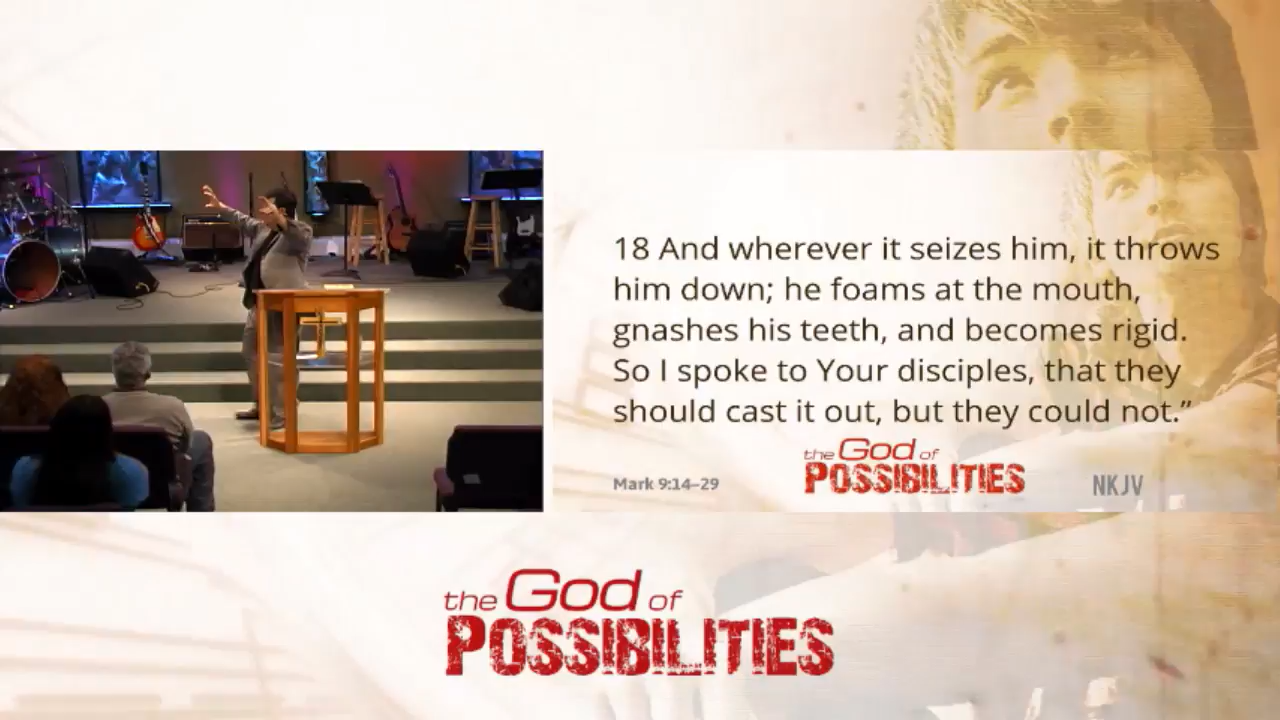 18 And wherever it seizes him, it throws
him down; he foams at the mouth,
gnashes his teeth, and becomes rigid.
So I spoke to Your disciples, that they
should cast it out, but they could not.”
the God of
POSSIBILITIES
Mark 9:14–29
NKJV
the God of
POSSIBILITIES